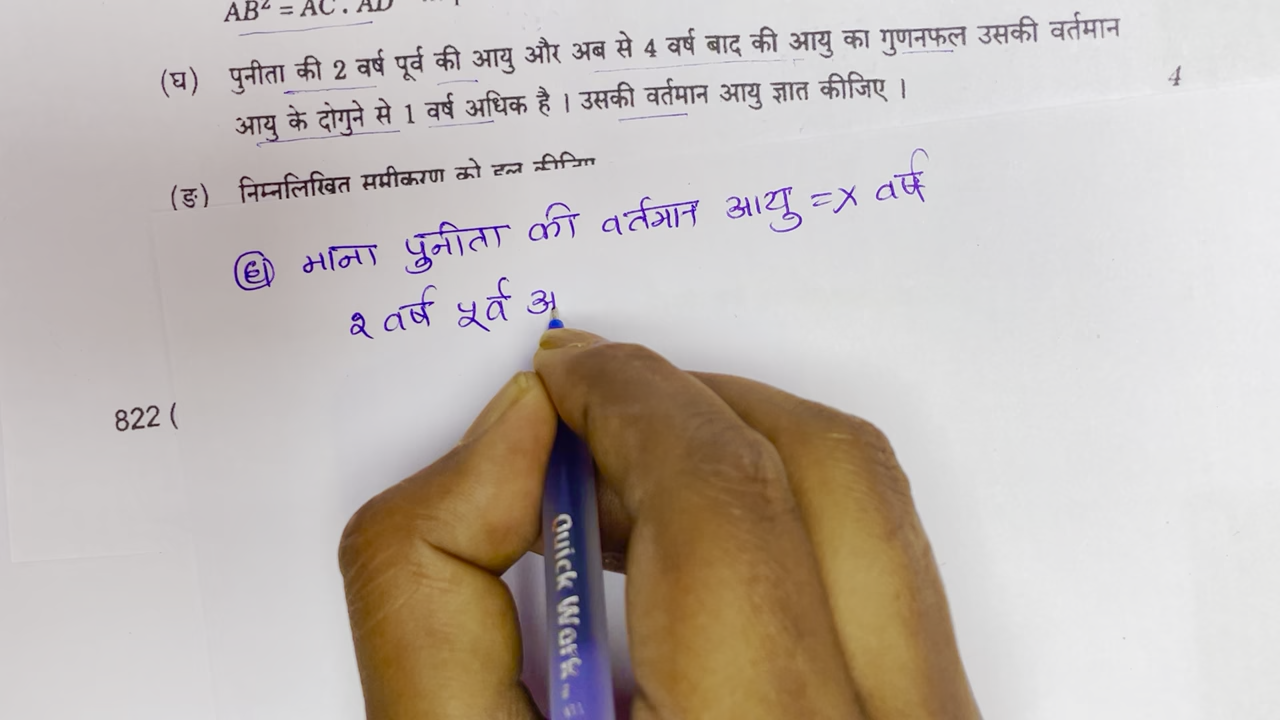 AB² = AC . AD
(घ) पुनीता की 2 वर्ष पूर्व की आयु और अब से 4 वर्ष बाद की आयु का गुणनफल उसकी वर्तमान
आयु के दोगुने से 1 वर्ष अधिक है । उसकी वर्तमान आयु ज्ञात कीजिए । 4
(ङ) निम्नलिखित समीकरण को हल कीजिए
(घ) माना पुनीता की वर्तमान आयु = x वर्ष
2 वर्ष पूर्व अ
822 (
Quick Work